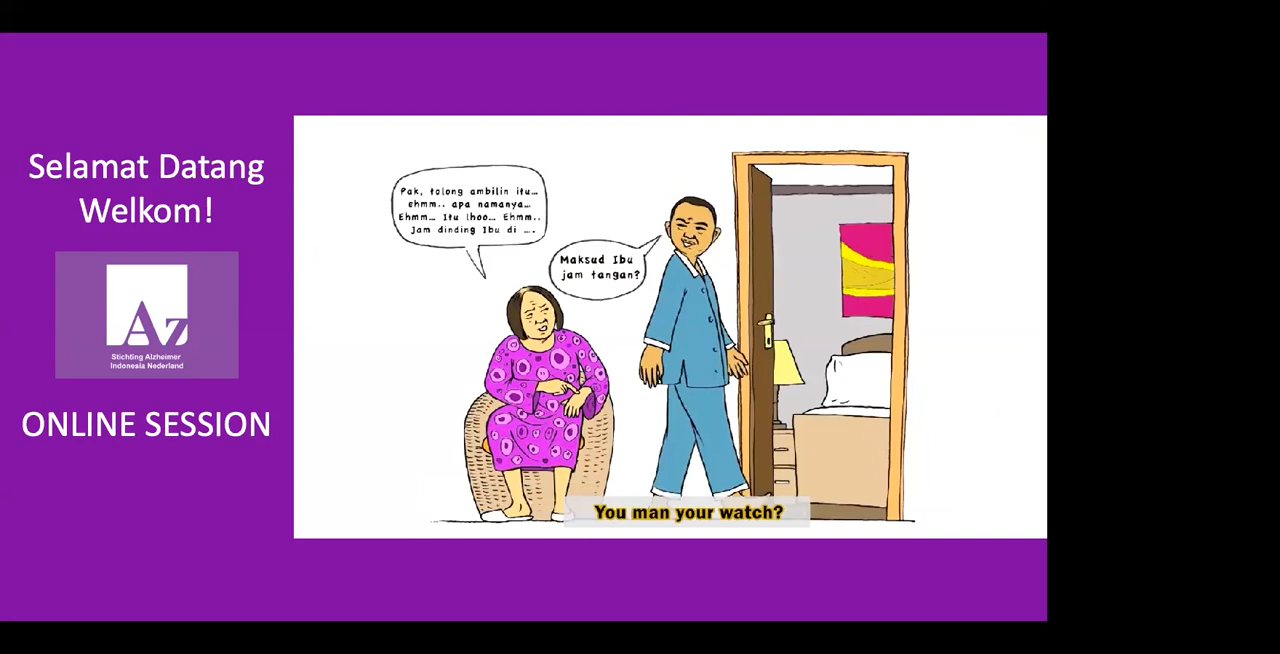 Selamat Datang
Welkom!
Az
Stichting Alzheimer
Indonesia Nederland
ONLINE SESSION
Pak, tolong ambilin itu...
ehmm.. apa namanya...
Ehmm... Itu lhoo... Ehmm..
Jam dinding Ibu di ....
Maksud Ibu
jam tangan?
You man your watch?